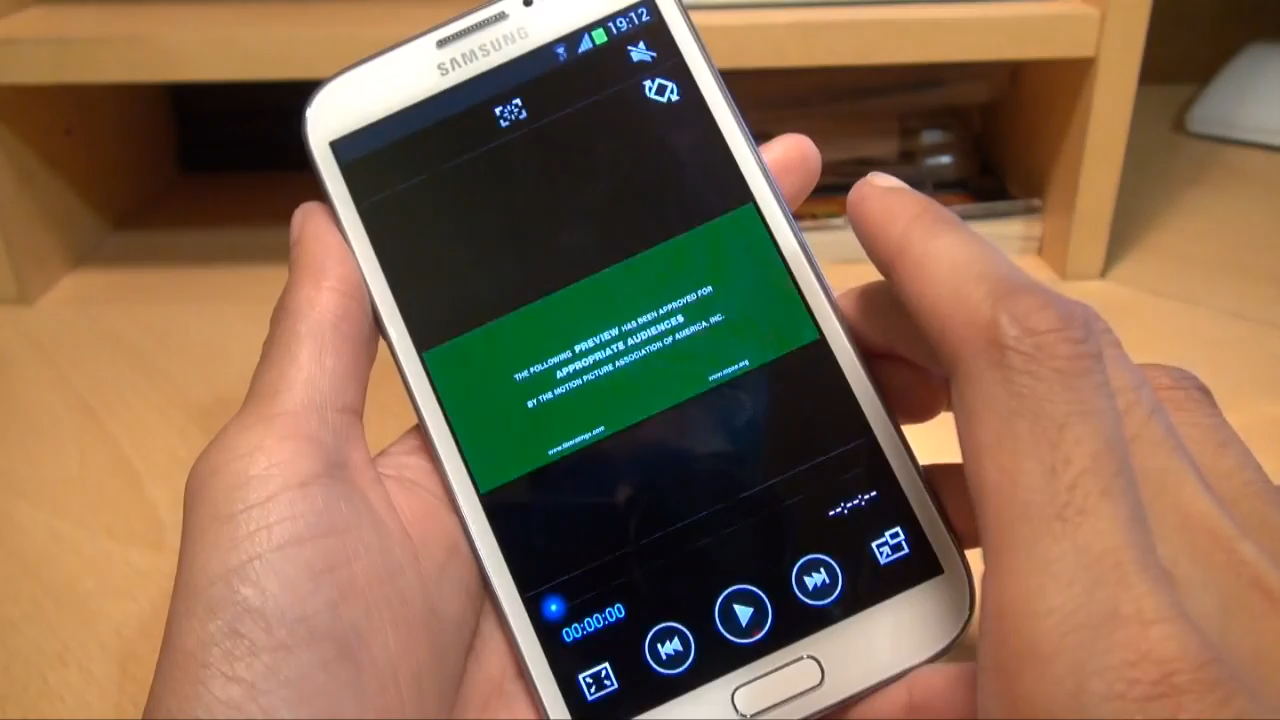 SAMSUNG
19:12
THE FOLLOWING PREVIEW HAS BEEN APPROVED FOR
APPROPRIATE AUDIENCES
BY THE MOTION PICTURE ASSOCIATION OF AMERICA, INC.
www.filmratings.com
www.mpaa.org
--:--:--
00:00:00